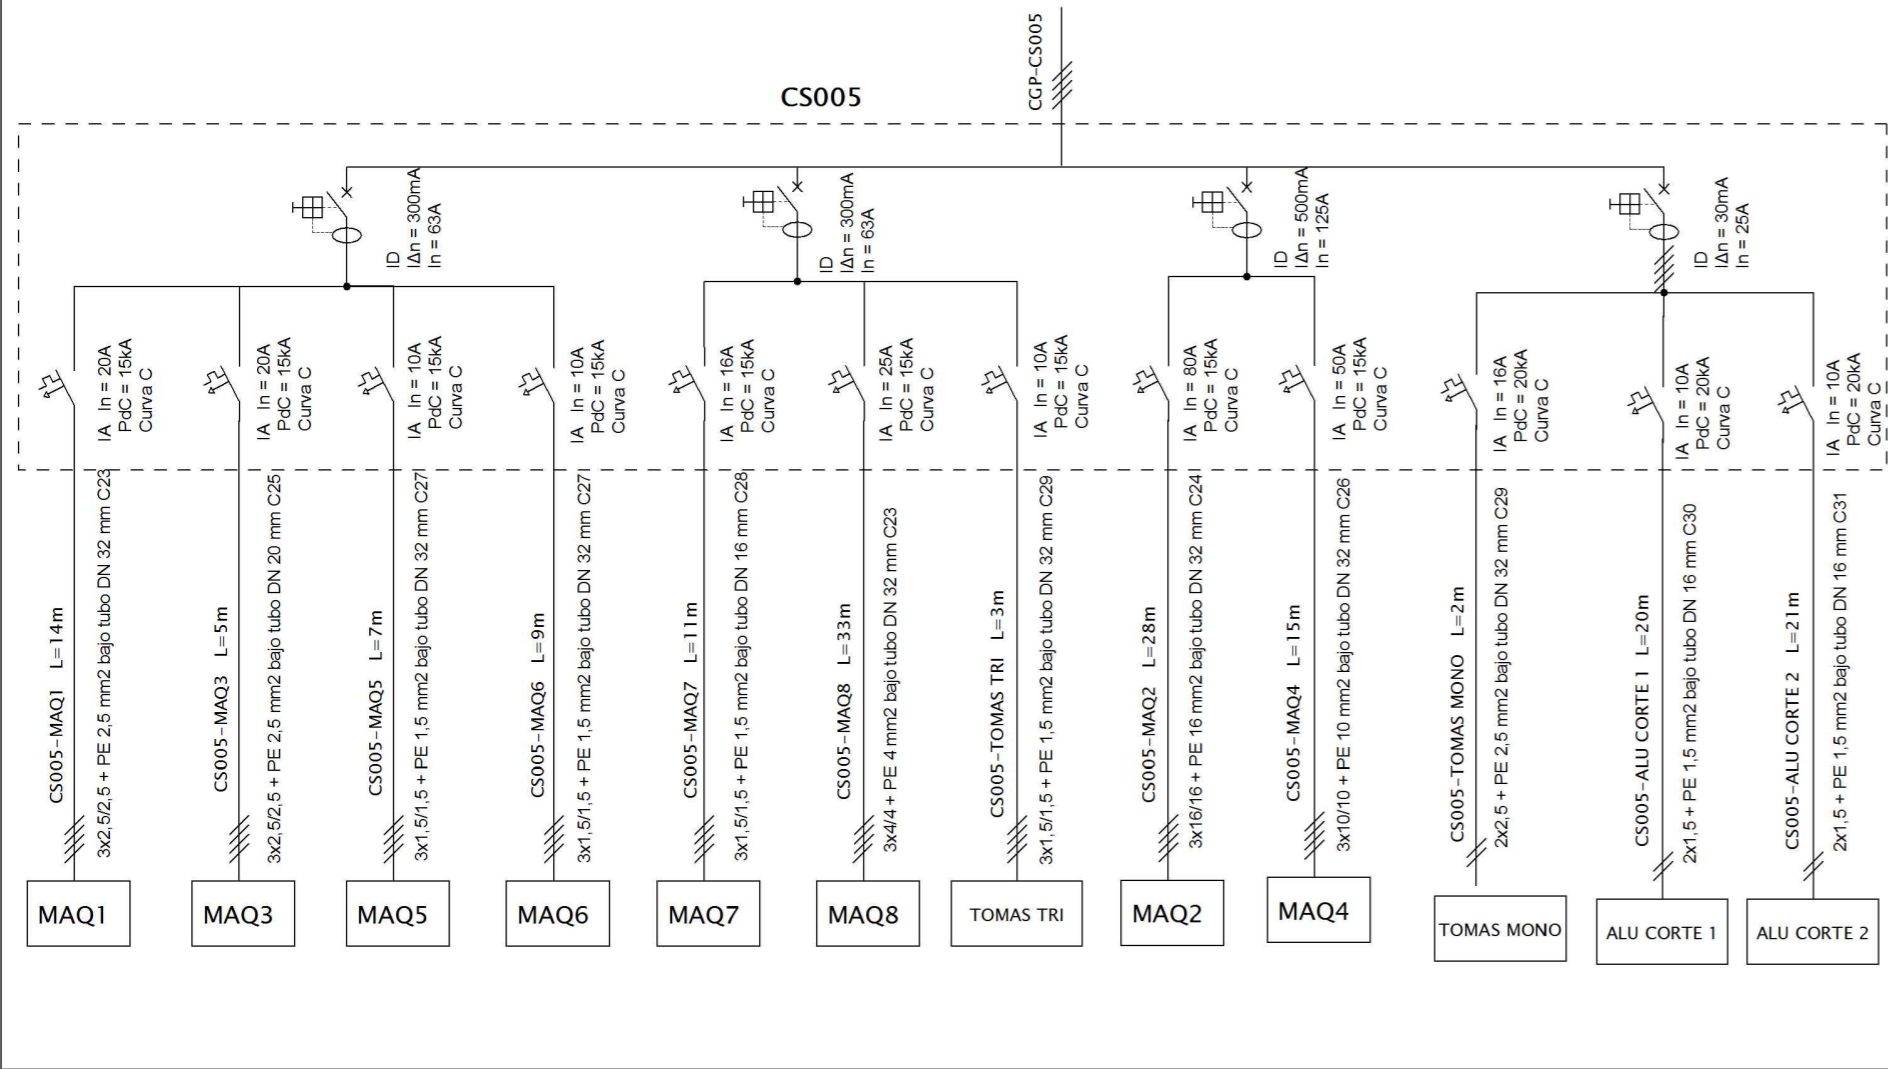 CGP-CS005
CS005
ID
IΔn = 300mA
In = 63A
ID
IΔn = 300mA
In = 63A
ID
IΔn = 500mA
In = 125A
ID
IΔn = 30mA
In = 25A
IA In = 20A
PdC = 15kA
Curva C
IA In = 20A
PdC = 15kA
Curva C
IA In = 10A
PdC = 15kA
Curva C
IA In = 10A
PdC = 15kA
Curva C
IA In = 16A
PdC = 15kA
Curva C
IA In = 25A
PdC = 15kA
Curva C
IA In = 10A
PdC = 15kA
Curva C
IA In = 80A
PdC = 15kA
Curva C
IA In = 50A
PdC = 15kA
Curva C
IA In = 16A
PdC = 20kA
Curva C
IA In = 10A
PdC = 20kA
Curva C
IA In = 10A
PdC = 20kA
Curva C
CS005-MAQ1 L=14m
3x2,5/2,5 + PE 2,5 mm2 bajo tubo DN 32 mm C23
CS005-MAQ3 L=5m
3x2,5/2,5 + PE 2,5 mm2 bajo tubo DN 20 mm C25
CS005-MAQ5 L=7m
3x1,5/1,5 + PE 1,5 mm2 bajo tubo DN 32 mm C27
CS005-MAQ6 L=9m
3x1,5/1,5 + PE 1,5 mm2 bajo tubo DN 32 mm C27
CS005-MAQ7 L=11m
3x1,5/1,5 + PE 1,5 mm2 bajo tubo DN 16 mm C28
CS005-MAQ8 L=33m
3x4/4 + PE 4 mm2 bajo tubo DN 32 mm C23
CS005-TOMAS TRI L=3m
3x1,5/1,5 + PE 1,5 mm2 bajo tubo DN 32 mm C29
CS005-MAQ2 L=28m
3x16/16 + PE 16 mm2 bajo tubo DN 32 mm C24
CS005-MAQ4 L=15m
3x10/10 + PE 10 mm2 bajo tubo DN 32 mm C26
CS005-TOMAS MONO L=2m
2x2,5 + PE 2,5 mm2 bajo tubo DN 32 mm C29
CS005-ALU CORTE 1 L=20m
2x1,5 + PE 1,5 mm2 bajo tubo DN 16 mm C30
CS005-ALU CORTE 2 L=21m
2x1,5 + PE 1,5 mm2 bajo tubo DN 16 mm C31
MAQ1
MAQ3
MAQ5
MAQ6
MAQ7
MAQ8
TOMAS TRI
MAQ2
MAQ4
TOMAS MONO
ALU CORTE 1
ALU CORTE 2